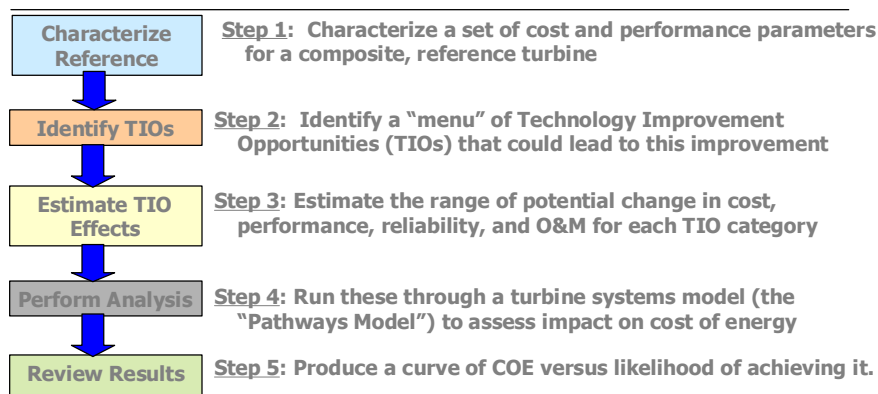 Characterize
Reference
Step 1:  Characterize a set of cost and performance parameters
for a composite, reference turbine
Identify TIOs
Step 2:  Identify a “menu” of Technology Improvement
Opportunities (TIOs) that could lead to this improvement
Estimate TIO
Effects
Step 3: Estimate the range of potential change in cost,
performance, reliability, and O&M for each TIO category
Perform Analysis
Step 4: Run these through a turbine systems model (the
“Pathways Model”) to assess impact on cost of energy
Review Results
Step 5: Produce a curve of COE versus likelihood of achieving it.